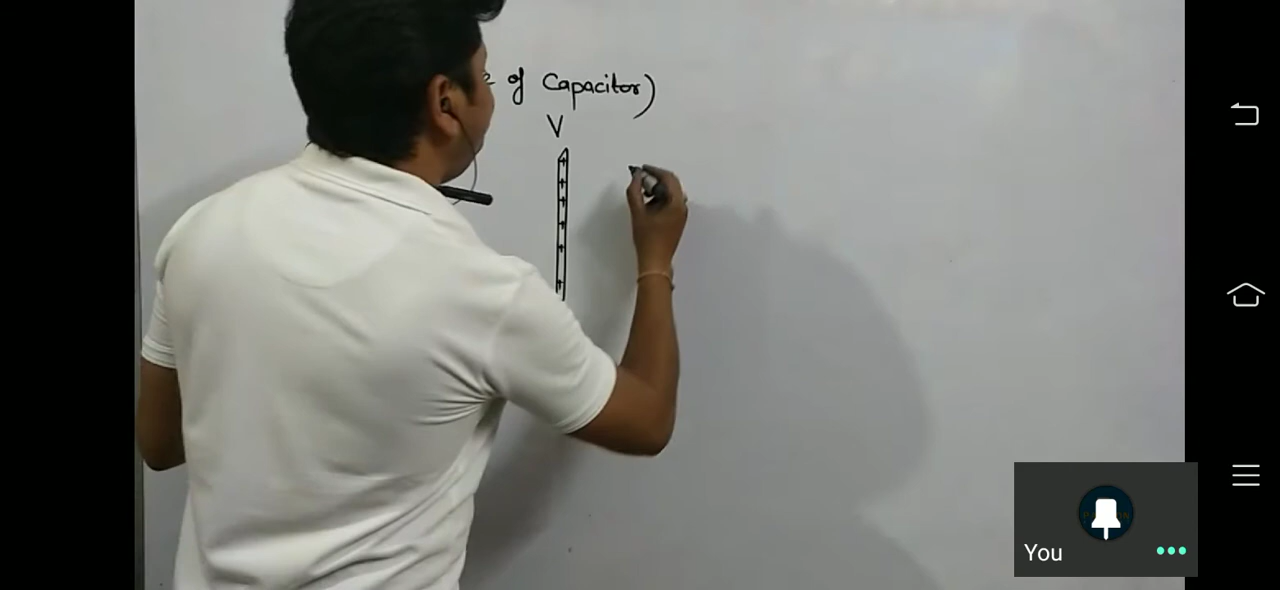 of Capacitor)
V
+
+
+
+
+
+
You